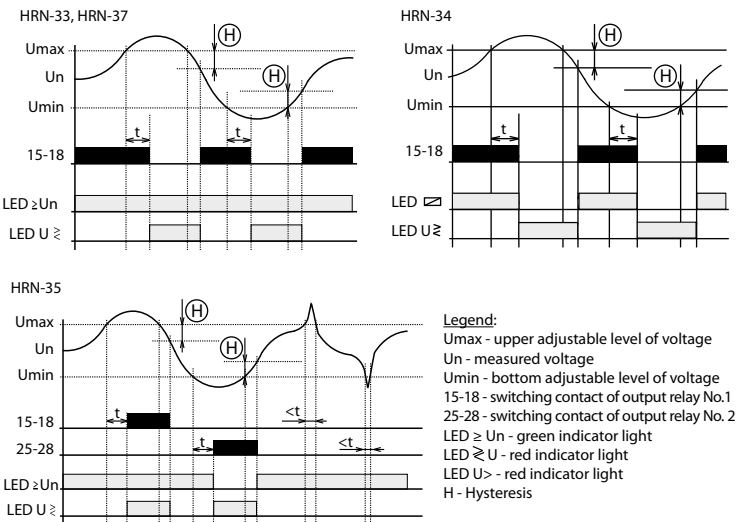 HRN-33, HRN-37
H
Umax
Un
H
Umin
t
t
15-18
LED ≥Un
LED U ≷
HRN-34
H
Umax
Un
H
Umin
t
t
15-18
LED
LED U≷
HRN-35
H
Umax
Un
H
Umin
t
<t
15-18
t
<t
25-28
LED ≥Un
LED U ≷
Legend:
Umax - upper adjustable level of voltage
Un - measured voltage
Umin - bottom adjustable level of voltage
15-18 - switching contact of output relay No.1
25-28 - switching contact of output relay No. 2
LED ≥ Un - green indicator light
LED ≷ U - red indicator light
LED U> - red indicator light
H - Hysteresis